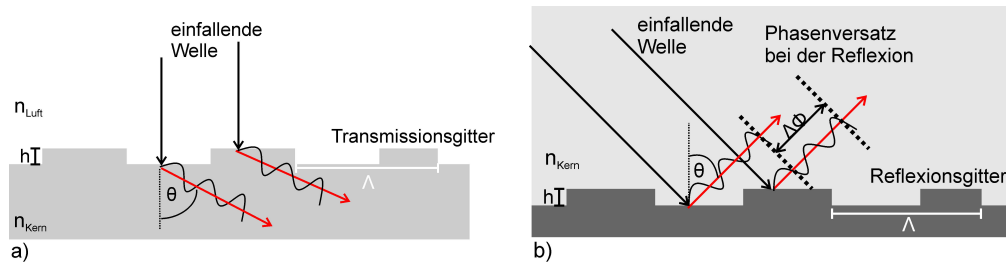 einfallende
Welle
n_Luft
h
Transmissionsgitter
θ
Λ
n_Kern
a)
b)
einfallende
Welle
Phasenversatz
bei der Reflexion
ΔΦ
n_Kern
θ
h
Reflexionsgitter
Λ